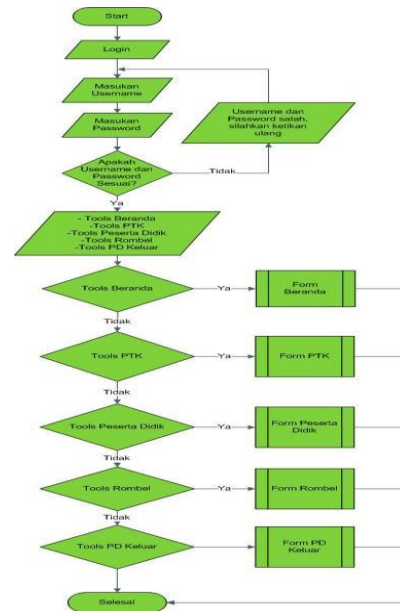 Start
Login
Masukan
Username
Masukan
Password
Username dan
Password salah,
silahkan ketikan
ulang
Apakah
Username dan
Password
Sesuai?
Tidak
Ya
- Tools Beranda
-Tools PTK
-Tools Peserta Didik
-Tools Rombel
-Tools PD Keluar
Tools Beranda
Ya
Form
Beranda
Tidak
Tools PTK
Ya
Form PTK
Tidak
Tools Peserta Didik
Ya
Form Peserta
Didik
Tidak
Tools Rombel
Ya
Form Rombel
Tidak
Tools PD Keluar
Form PD
Keluar
Selesai